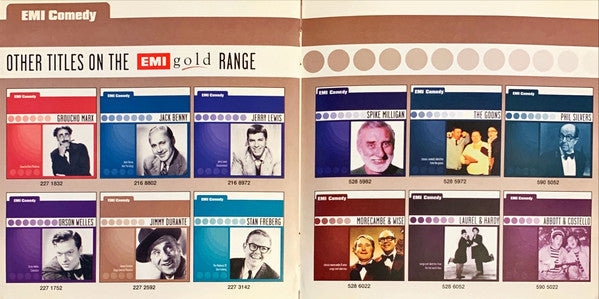 EMI Comedy
OTHER TITLES ON THE EMI gold RANGE
EMI Comedy
GROUCHO MARX
227 1832
EMI Comedy
JACK BENNY
216 8802
EMI Comedy
JERRY LEWIS
216 8972
EMI Comedy
SPIKE MILLIGAN
528 5982
EMI Comedy
THE GOONS
528 5972
EMI Comedy
PHIL SILVERS
590 6052
EMI Comedy
ORSON WELLES
227 1752
EMI Comedy
JIMMY DURANTE
227 2592
EMI Comedy
STAN FREBERG
227 3142
EMI Comedy
MORECAMBE & WISE
528 6022
EMI Comedy
LAUREL & HARDY
528 6052
EMI Comedy
ABBOTT & COSTELLO
590 5022